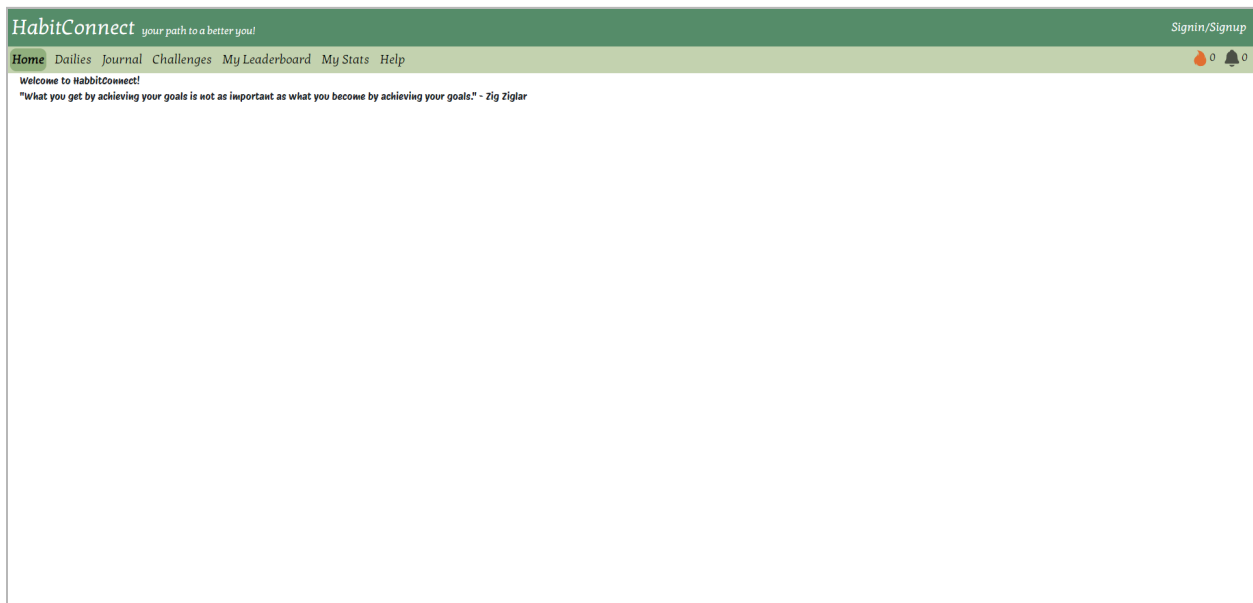 HabitConnect your path to a better you!
Signin/Signup
Home Dailies Journal Challenges My Leaderboard My Stats Help
0 0
Welcome to HabbitConnect!
"What you get by achieving your goals is not as important as what you become by achieving your goals." - Zig Ziglar